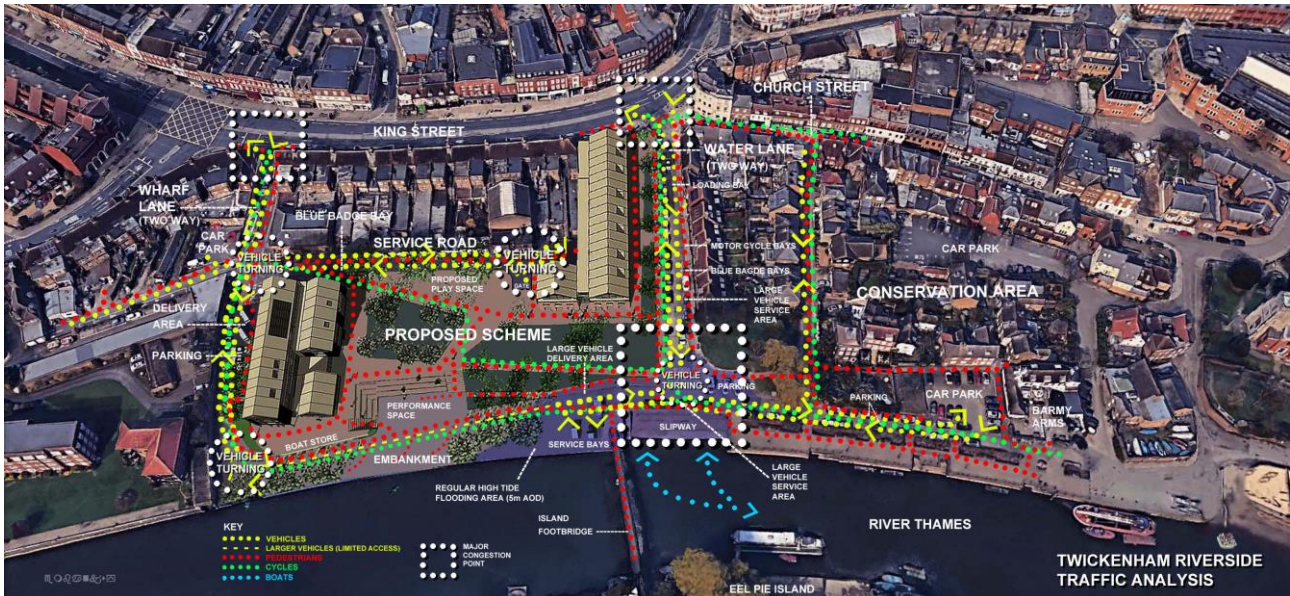 CHURCH STREET
KING STREET
WATER LANE
(TWO WAY)
WHARF
LANE
(TWO WAY)
LOADING BAY
BLUE BADGE BAY
CAR
PARK
SERVICE ROAD
MOTOR CYCLE BAYS
CAR PARK
VEHICLE
TURNING
VEHICLE
TURNING
GATE
BLUE BAGDE BAYS
PROPOSED
PLAY SPACE
LARGE
VEHICLE
SERVICE
AREA
CONSERVATION AREA
DELIVERY
AREA
PROPOSED SCHEME
PARKING
LARGE VEHICLE
DELIVERY AREA
VEHICLE
TURNING
PARKING
PARKING
CAR PARK
PERFORMANCE
SPACE
BARMY
ARMS
SLIPWAY
BOAT STORE
SERVICE BAYS
VEHICLE
TURNING
EMBANKMENT
REGULAR HIGH TIDE
FLOODING AREA (5m AOD)
LARGE
VEHICLE
SERVICE
AREA
ISLAND
FOOTBRIDGE
RIVER THAMES
KEY
VEHICLES
LARGER VEHICLES (LIMITED ACCESS)
PEDESTRIANS
CYCLES
BOATS
MAJOR
CONGESTION
POINT
EEL PIE ISLAND
TWICKENHAM RIVERSIDE
TRAFFIC ANALYSIS